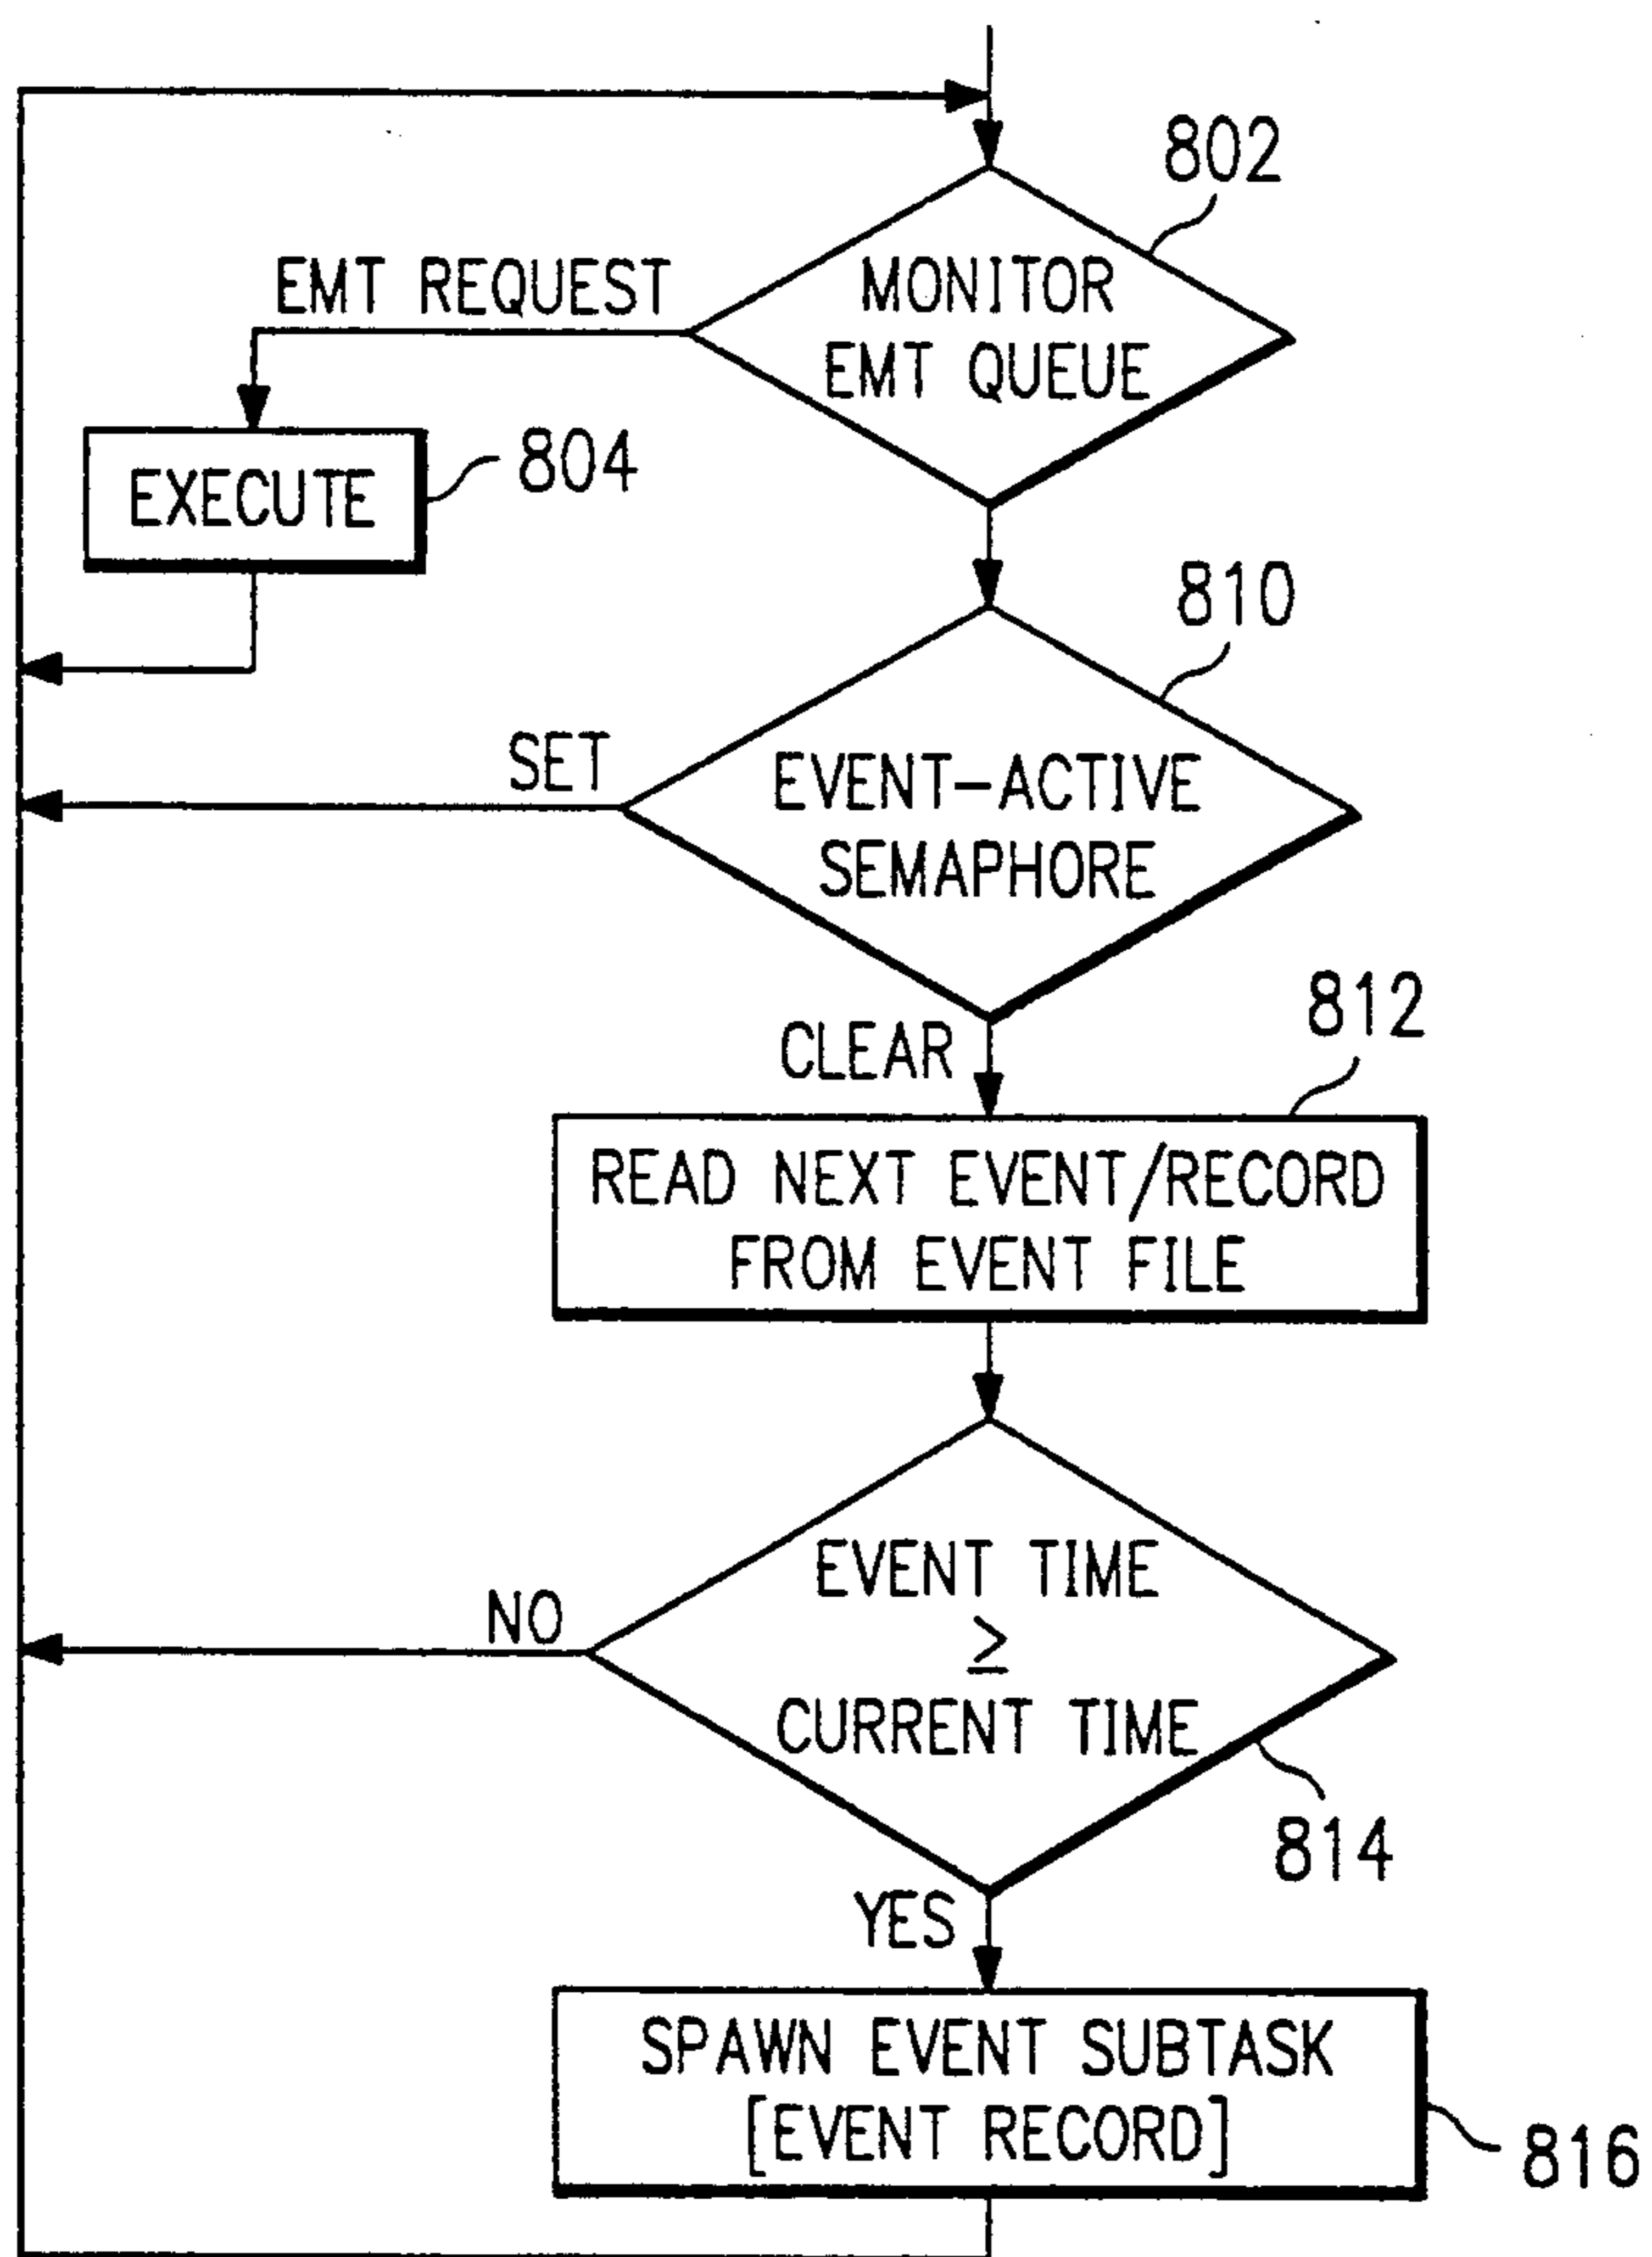 802
EMT REQUEST
MONITOR
EMT QUEUE
EXECUTE
804
810
SET
EVENT-ACTIVE
SEMAPHORE
CLEAR
812
READ NEXT EVENT/RECORD
FROM EVENT FILE
EVENT TIME
≥
CURRENT TIME
NO
814
YES
SPAWN EVENT SUBTASK
[EVENT RECORD]
816